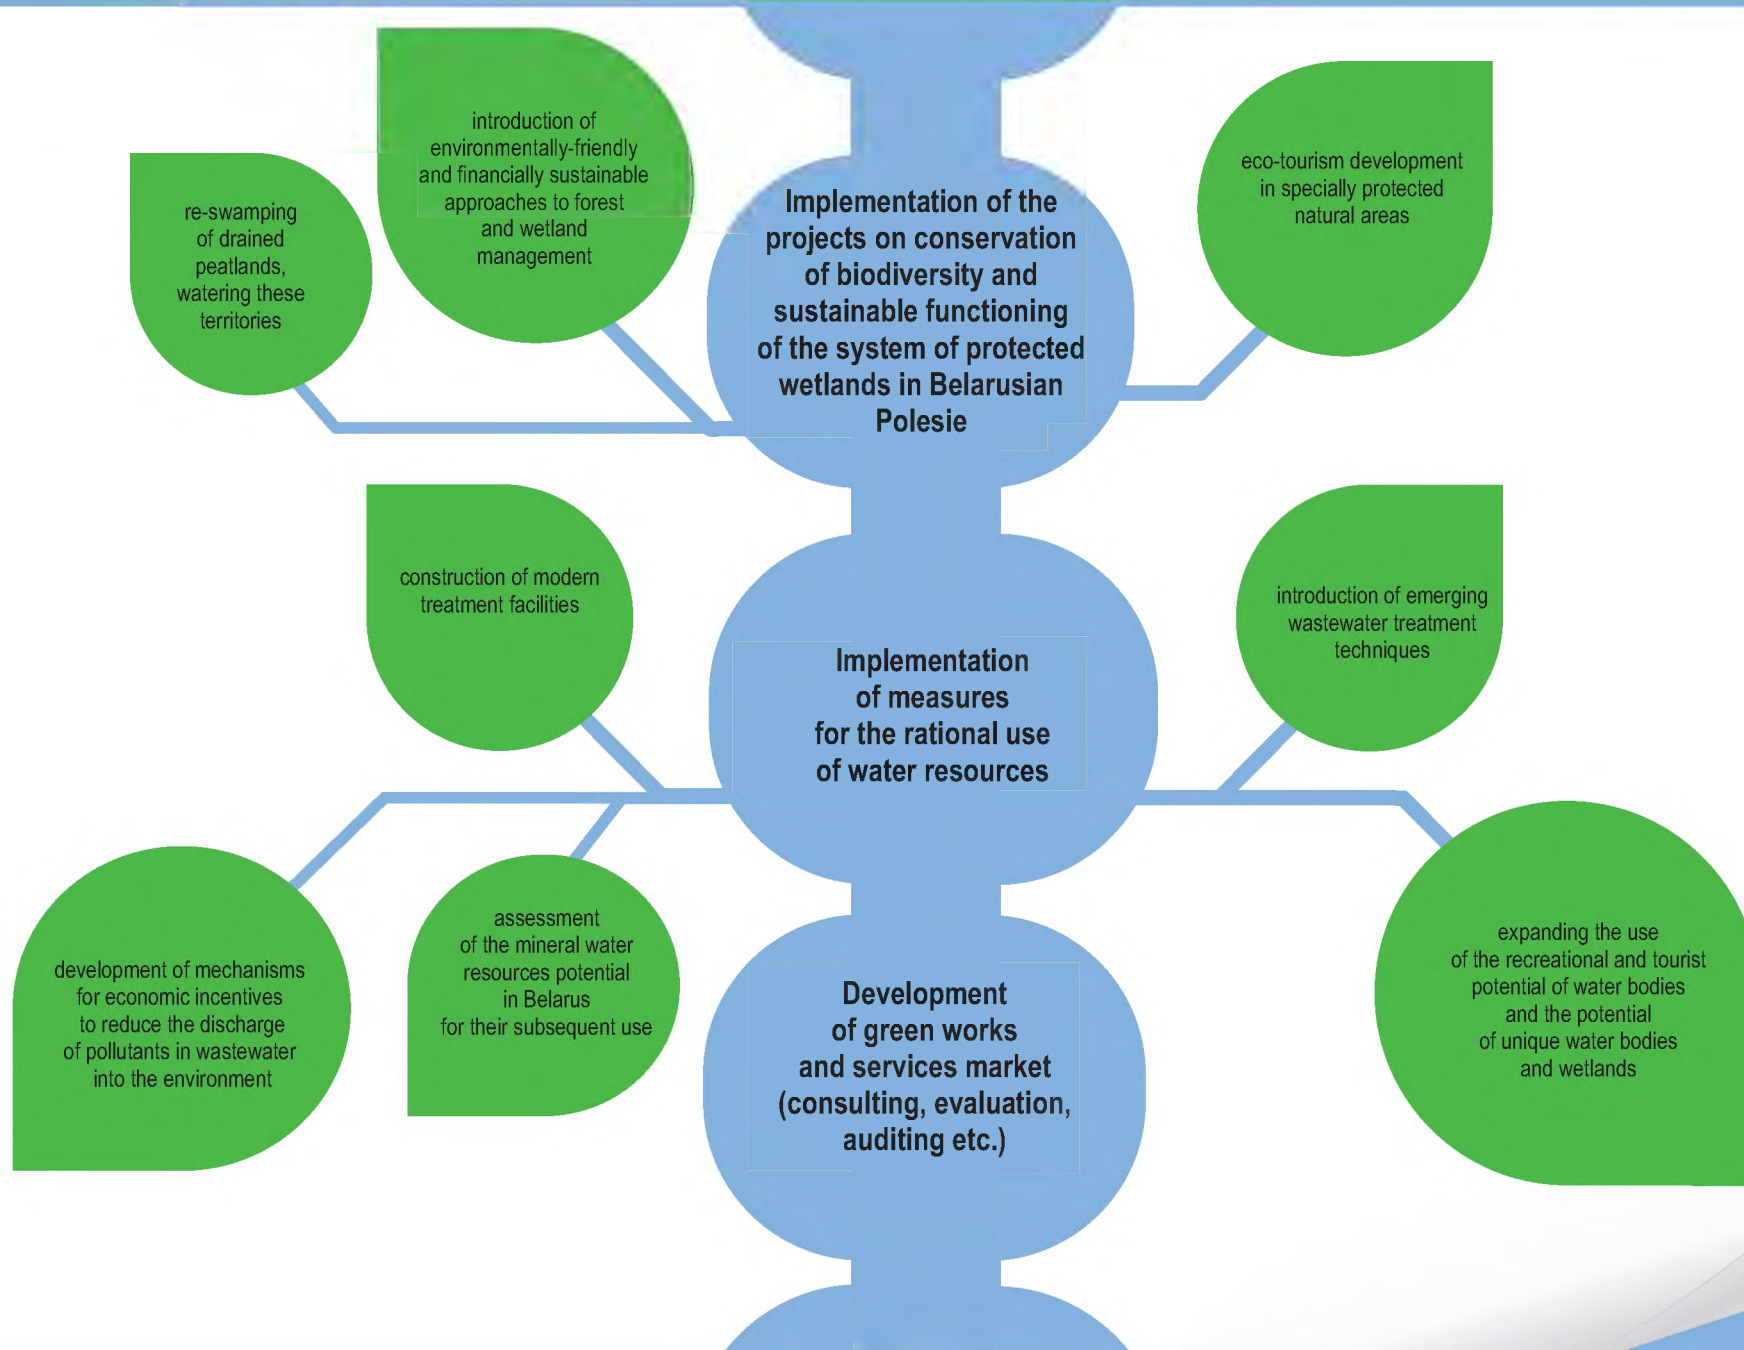 introduction of
environmentally-friendly
and financially sustainable
approaches to forest
and wetland
management
re-swamping
of drained
peatlands,
watering these
territories
Implementation of the
projects on conservation
of biodiversity and
sustainable functioning
of the system of protected
wetlands in Belarusian
Polesie
eco-tourism development
in specially protected
natural areas
construction of modern
treatment facilities
Implementation
of measures
for the rational use
of water resources
introduction of emerging
wastewater treatment
techniques
development of mechanisms
for economic incentives
to reduce the discharge
of pollutants in wastewater
into the environment
assessment
of the mineral water
resources potential
in Belarus
for their subsequent use
expanding the use
of the recreational and tourist
potential of water bodies
and the potential
of unique water bodies
and wetlands
Development
of green works
and services market
(consulting, evaluation,
auditing etc.)